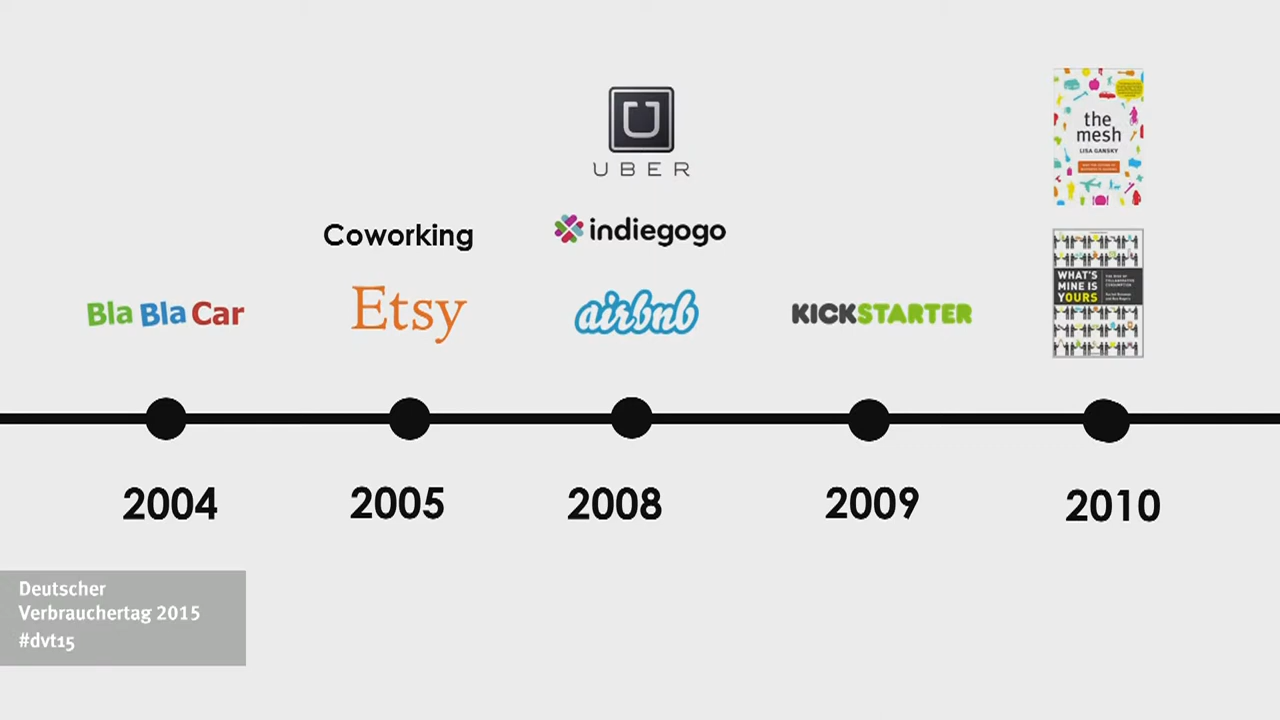 UBER
Coworking
indiegogo
Bla Bla Car
Etsy
airbnb
KICKSTARTER
the
mesh
LISA GANSKY
WHAT'S
MINE IS
YOURS
2004
2005
2008
2009
2010
Deutscher
Verbrauchertag 2015
#dvt15